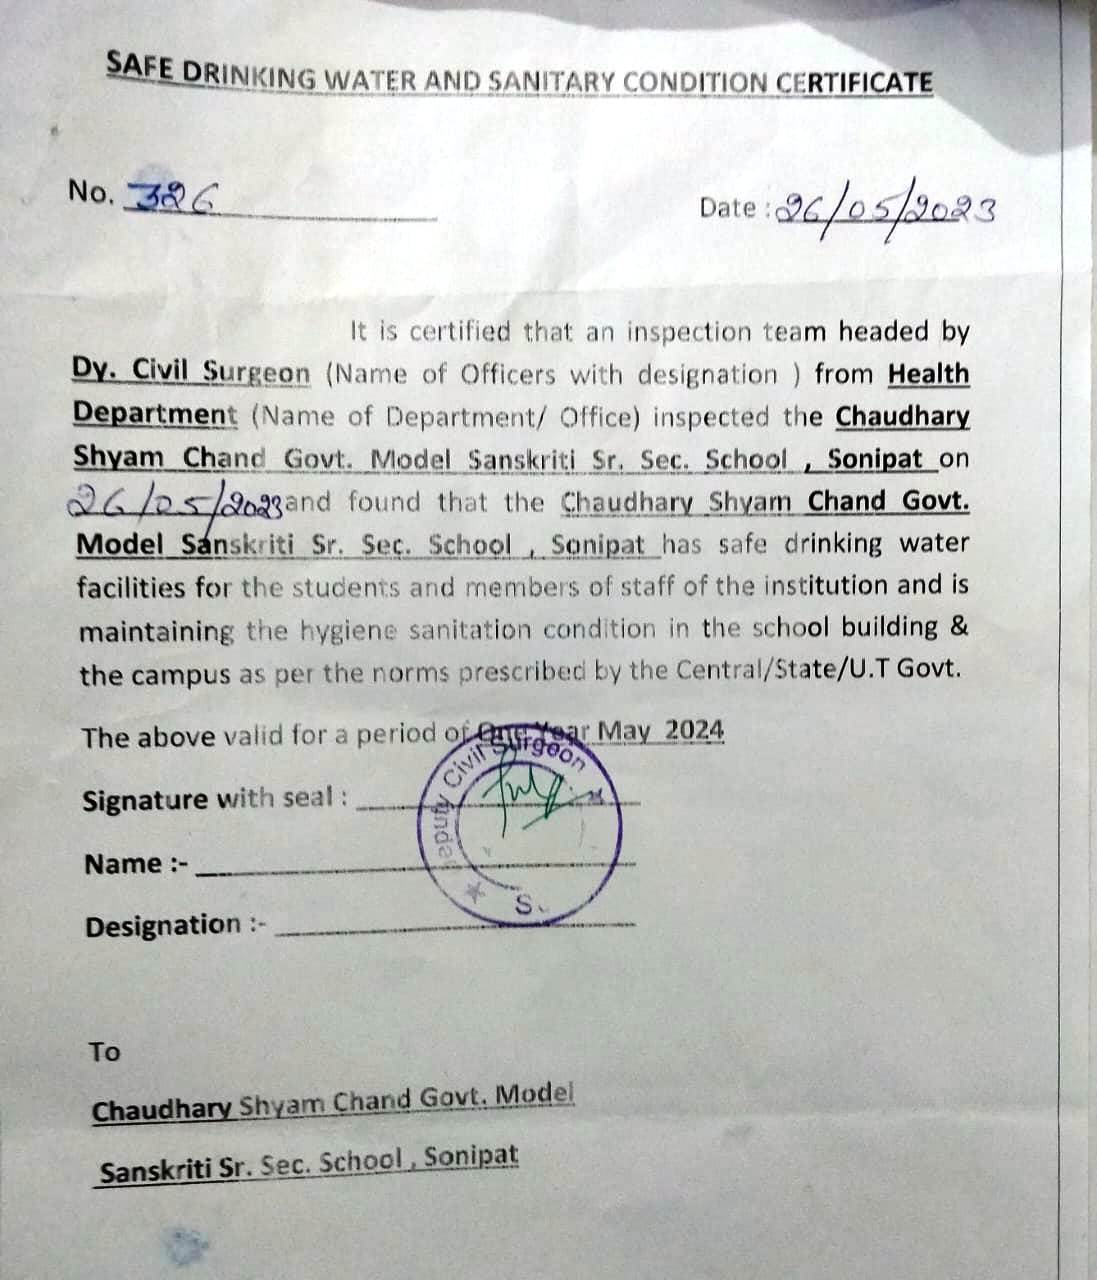 SAFE DRINKING WATER AND SANITARY CONDITION CERTIFICATE
No. 326
Date : 26/05/2023
It is certified that an inspection team headed by
Dy. Civil Surgeon (Name of Officers with designation ) from Health
Department (Name of Department/ Office) inspected the Chaudhary
Shyam Chand Govt. Model Sanskriti Sr. Sec. School , Sonipat on
26/05/2023 and found that the Chaudhary Shyam Chand Govt.
Model Sanskriti Sr. Sec. School , Sonipat has safe drinking water
facilities for the students and members of staff of the institution and is
maintaining the hygiene sanitation condition in the school building &
the campus as per the norms prescribed by the Central/State/U.T Govt.
The above valid for a period of One Year May 2024
Signature with seal :
Deputy Civil Surgeon
S.
Name :-
Designation :-
To
Chaudhary Shyam Chand Govt. Model
Sanskriti Sr. Sec. School , Sonipat